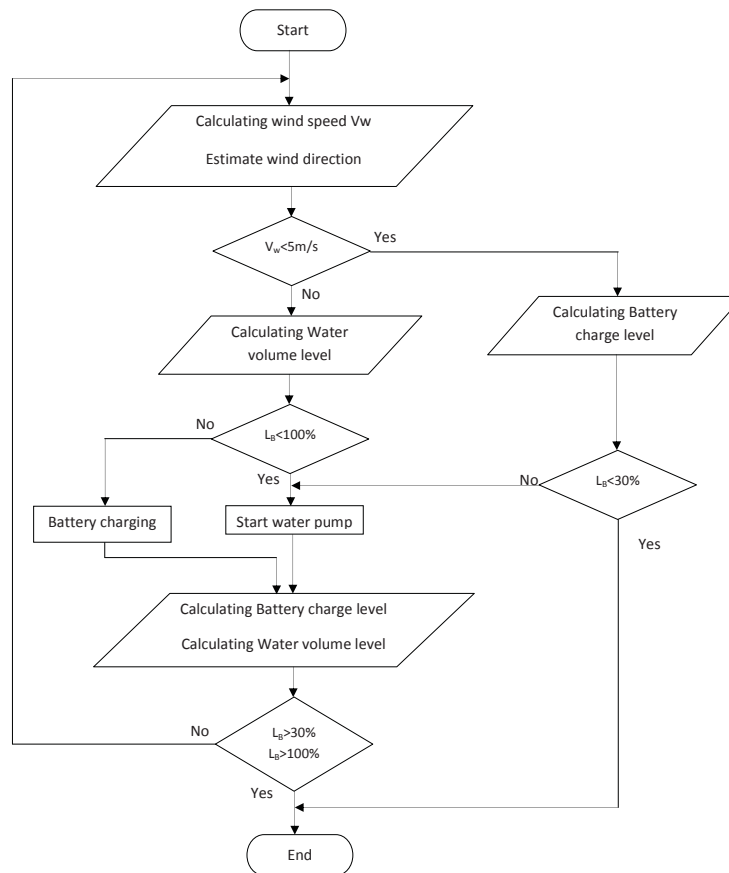 Start
Calculating wind speed Vw
Estimate wind direction
Vw<5m/s
Yes
No
Calculating Water
volume level
Calculating Battery
charge level
No
LB<100%
Yes
No
LB<30%
Yes
Battery charging
Start water pump
Calculating Battery charge level
Calculating Water volume level
No
LB>30%
LB>100%
Yes
End